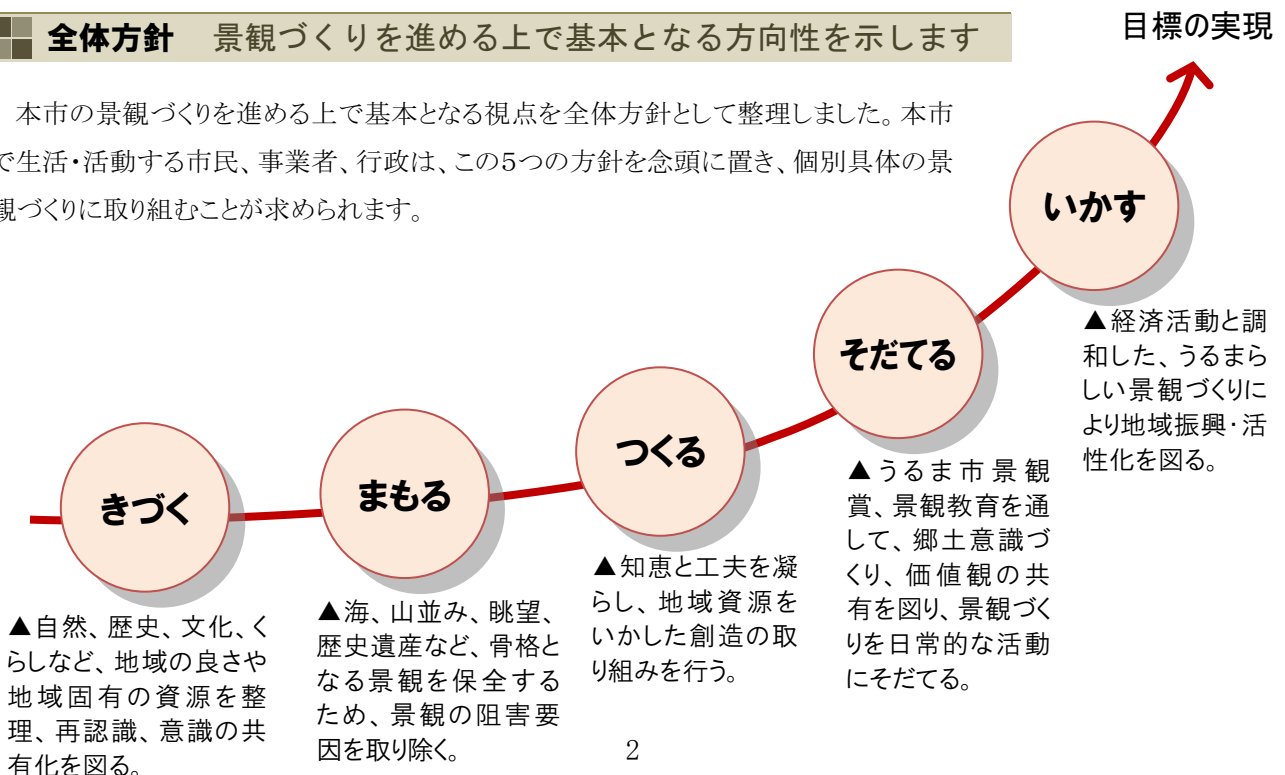 全体方針 景観づくりを進める上で基本となる方向性を示します
目標の実現
本市の景観づくりを進める上で基本となる視点を全体方針として整理しました。本市
で生活・活動する市民、事業者、行政は、この5つの方針を念頭に置き、個別具体の景
観づくりに取り組むことが求められます。
きづく
▲自然、歴史、文化、く
らしなど、地域の良さや
地域固有の資源を整
理、再認識、意識の共
有化を図る。
まもる
▲海、山並み、眺望、
歴史遺産など、骨格と
なる景観を保全する
ため、景観の阻害要
因を取り除く。
つくる
▲知恵と工夫を凝
らし、地域資源を
いかした創造の取
り組みを行う。
そだてる
▲うるま市景観
賞、景観教育を通
して、郷土意識づ
くり、価値観の共
有を図り、景観づく
りを日常的な活動
にそだてる。
いかす
▲経済活動と調
和した、うるまら
しい景観づくりに
より地域振興・活
性化を図る。
2